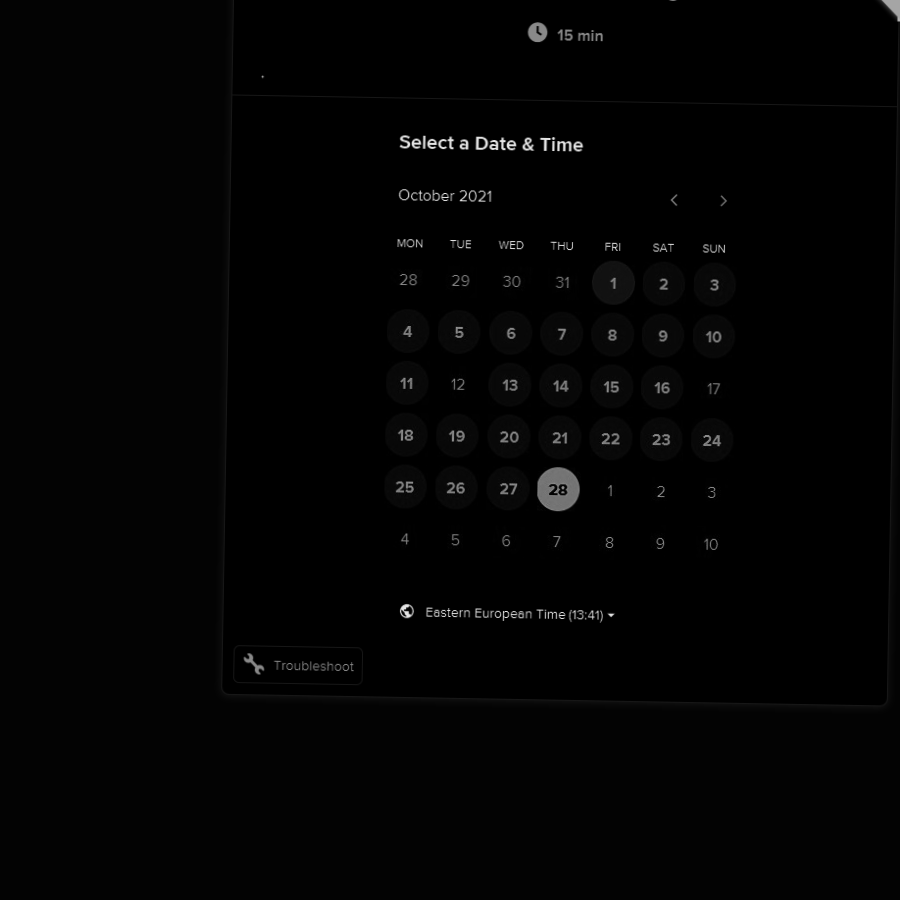 15 min
Select a Date & Time
October 2021
MON TUE WED THU FRI SAT SUN
28 29 30 31 1 2 3
4 5 6 7 8 9 10
11 12 13 14 15 16 17
18 19 20 21 22 23 24
25 26 27 28 1 2 3
4 5 6 7 8 9 10
Eastern European Time (13:41)
Troubleshoot